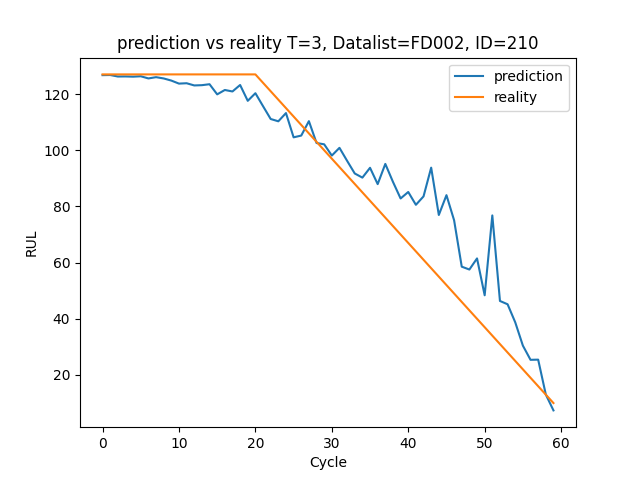 prediction vs reality T=3, Datalist=FD002, ID=210
prediction
reality
RUL
120
100
80
60
40
20
0 10 20 30 40 50 60
Cycle